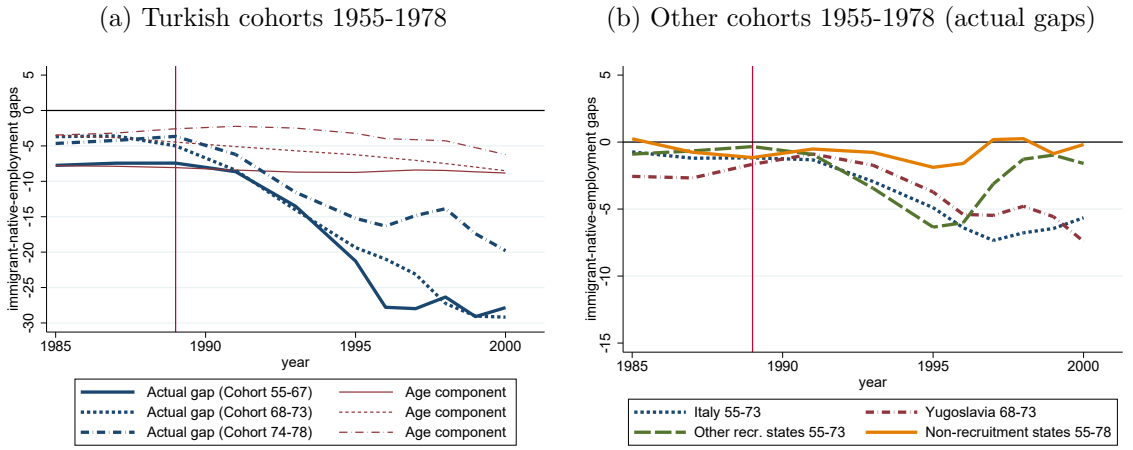 (a) Turkish cohorts 1955-1978
immigrant-native-employment gaps
5
0
-5
-10
-15
-20
-25
-30
1985 1990 1995 2000
year
Actual gap (Cohort 55-67) Age component
Actual gap (Cohort 68-73) Age component
Actual gap (Cohort 74-78) Age component
(b) Other cohorts 1955-1978 (actual gaps)
immigrant-native-employment gaps
5
0
-5
-10
-15
1985 1990 1995 2000
year
Italy 55-73 Yugoslavia 68-73
Other recr. states 55-73 Non-recruitment states 55-78